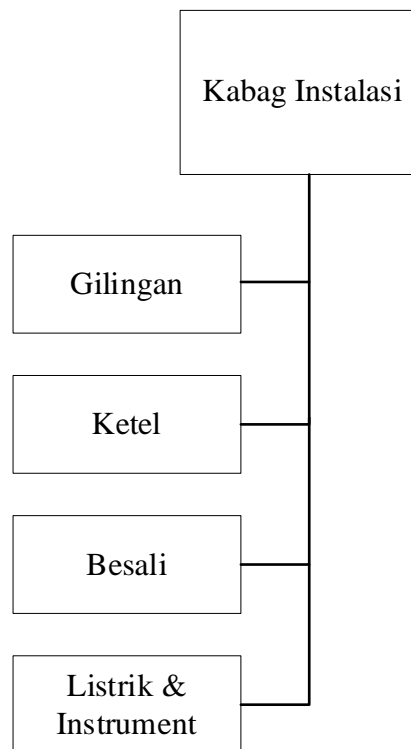 Kabag Instalasi
Gilingan
Ketel
Besali
Listrik &
Instrument